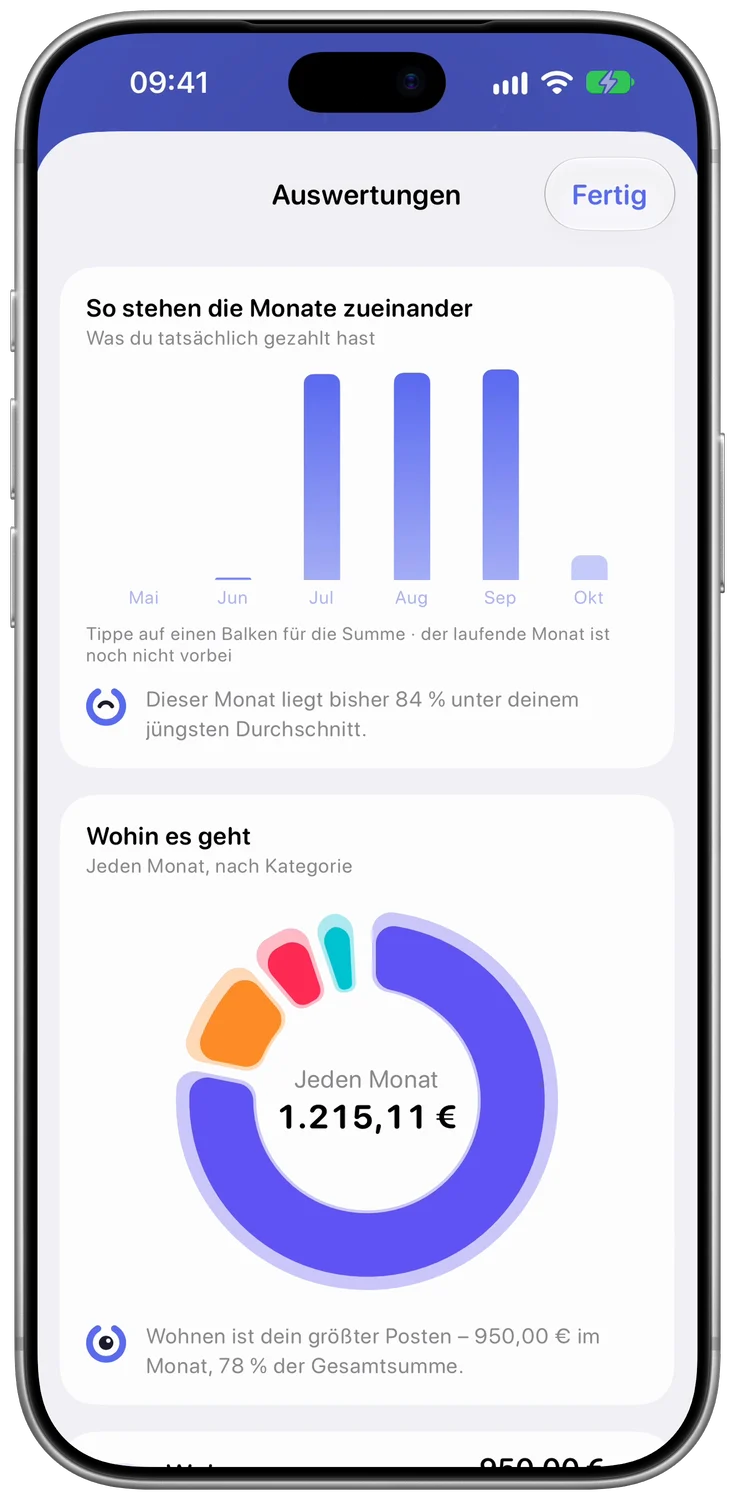 09:41
Auswertungen
Fertig
So stehen die Monate zueinander
Was du tatsächlich gezahlt hast
Mai Jun Jul Aug Sep Okt
Tippe auf einen Balken für die Summe · der laufende Monat ist
noch nicht vorbei
Dieser Monat liegt bisher 84 % unter deinem
jüngsten Durchschnitt.
Wohin es geht
Jeden Monat, nach Kategorie
Jeden Monat
1.215,11 €
Wohnen ist dein größter Posten – 950,00 € im
Monat, 78 % der Gesamtsumme.
950,00 €